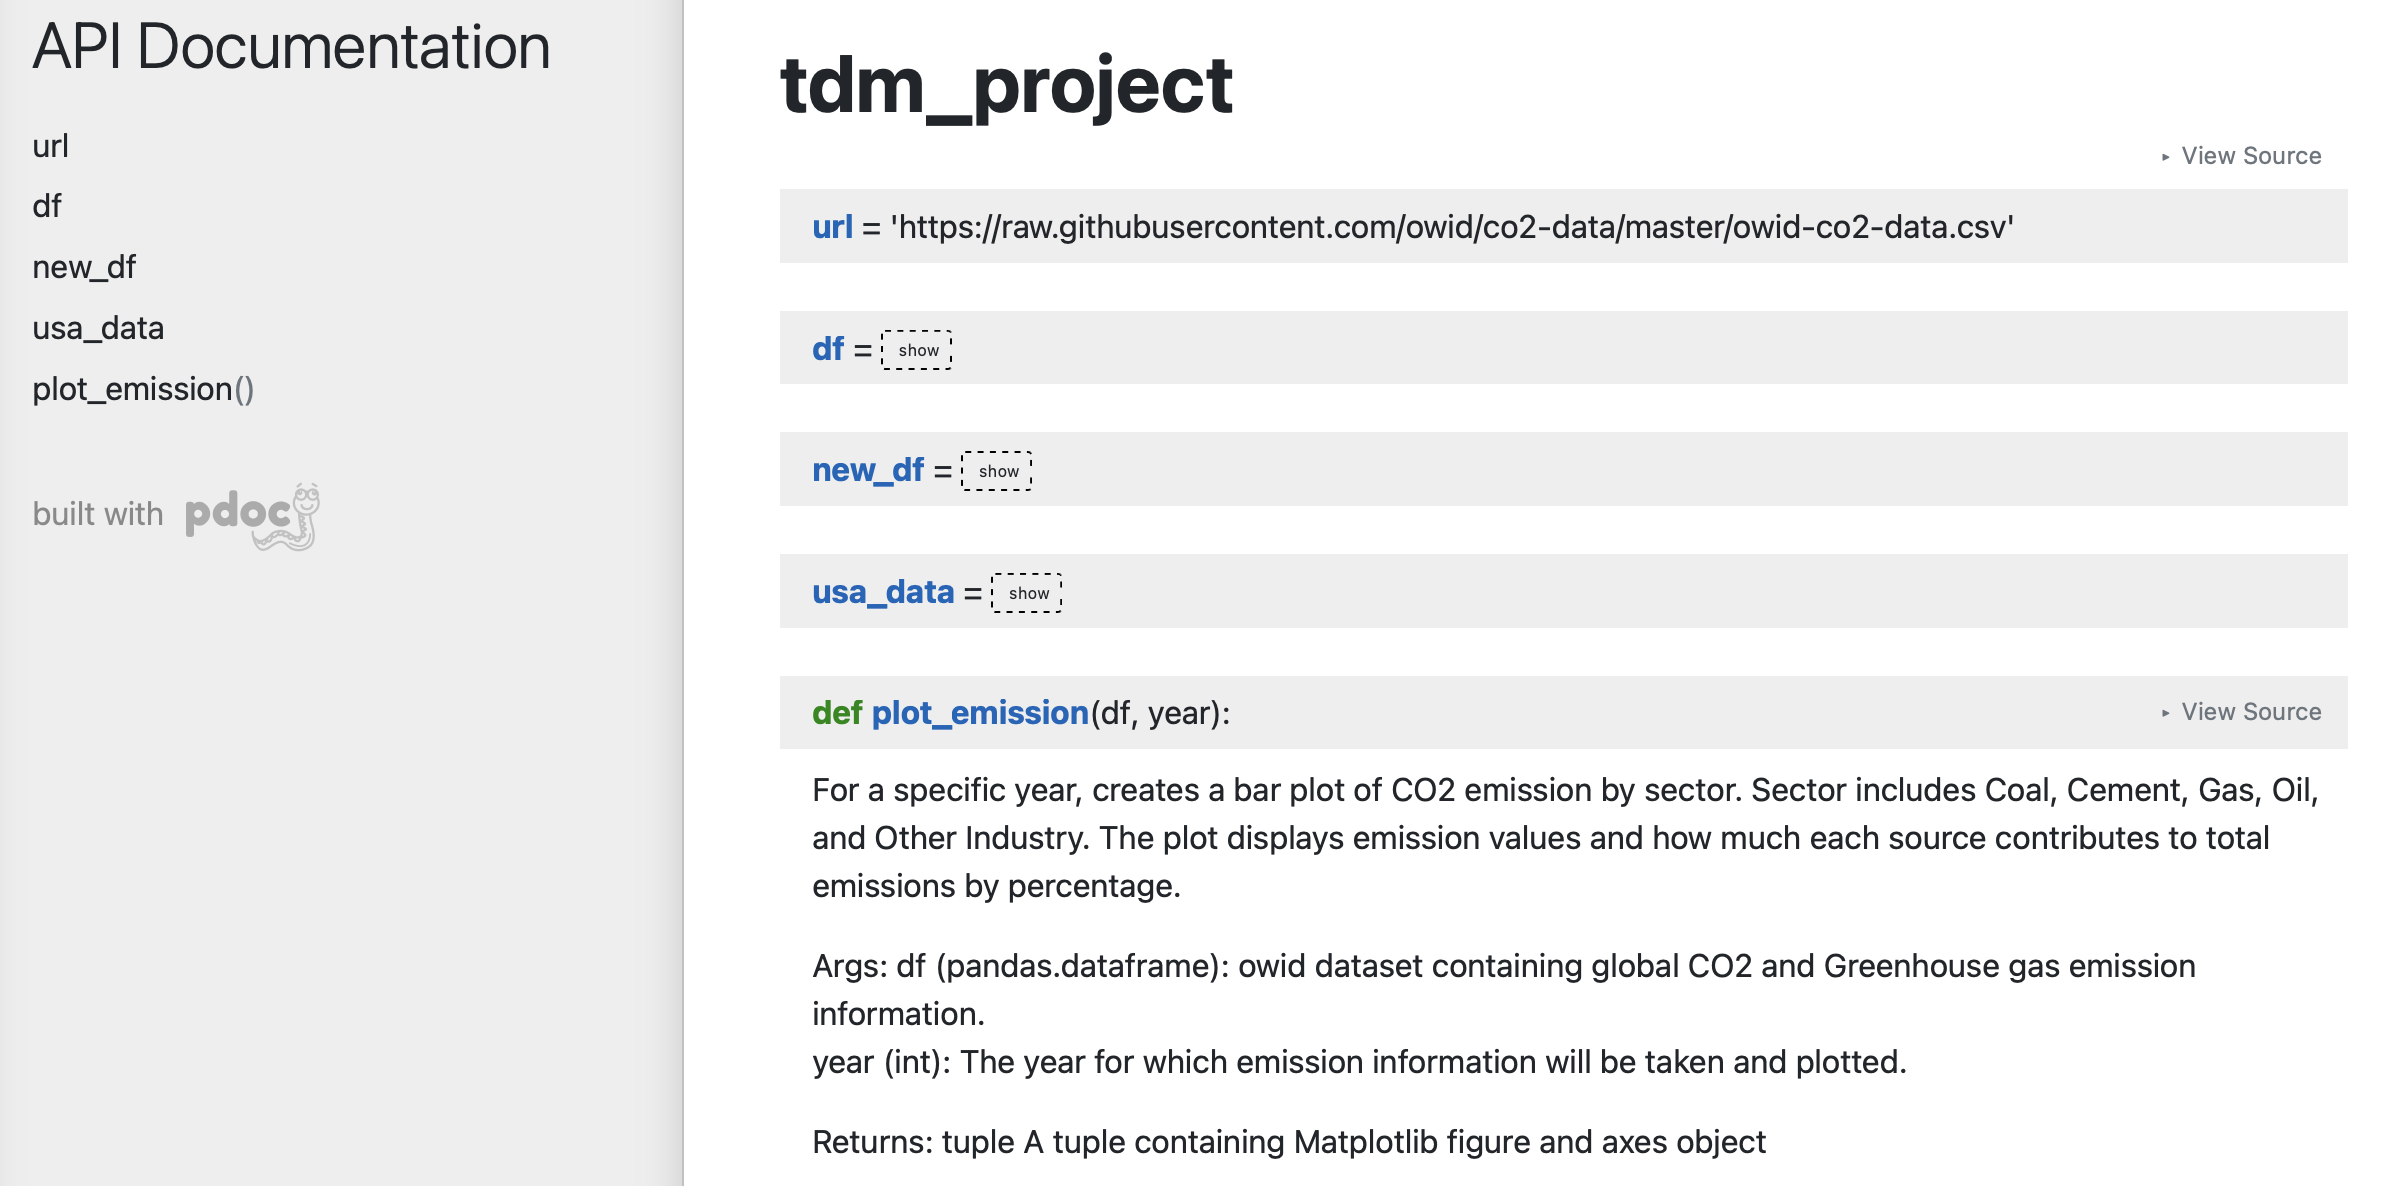 API Documentation
url
df
new_df
usa_data
plot_emission()
built with pdoc
tdm_project
View Source
url = 'https://raw.githubusercontent.com/owid/co2-data/master/owid-co2-data.csv'
df = show
new_df = show
usa_data = show
def plot_emission(df, year):
View Source
For a specific year, creates a bar plot of CO2 emission by sector. Sector includes Coal, Cement, Gas, Oil,
and Other Industry. The plot displays emission values and how much each source contributes to total
emissions by percentage.
Args: df (pandas.dataframe): owid dataset containing global CO2 and Greenhouse gas emission
information.
year (int): The year for which emission information will be taken and plotted.
Returns: tuple A tuple containing Matplotlib figure and axes object